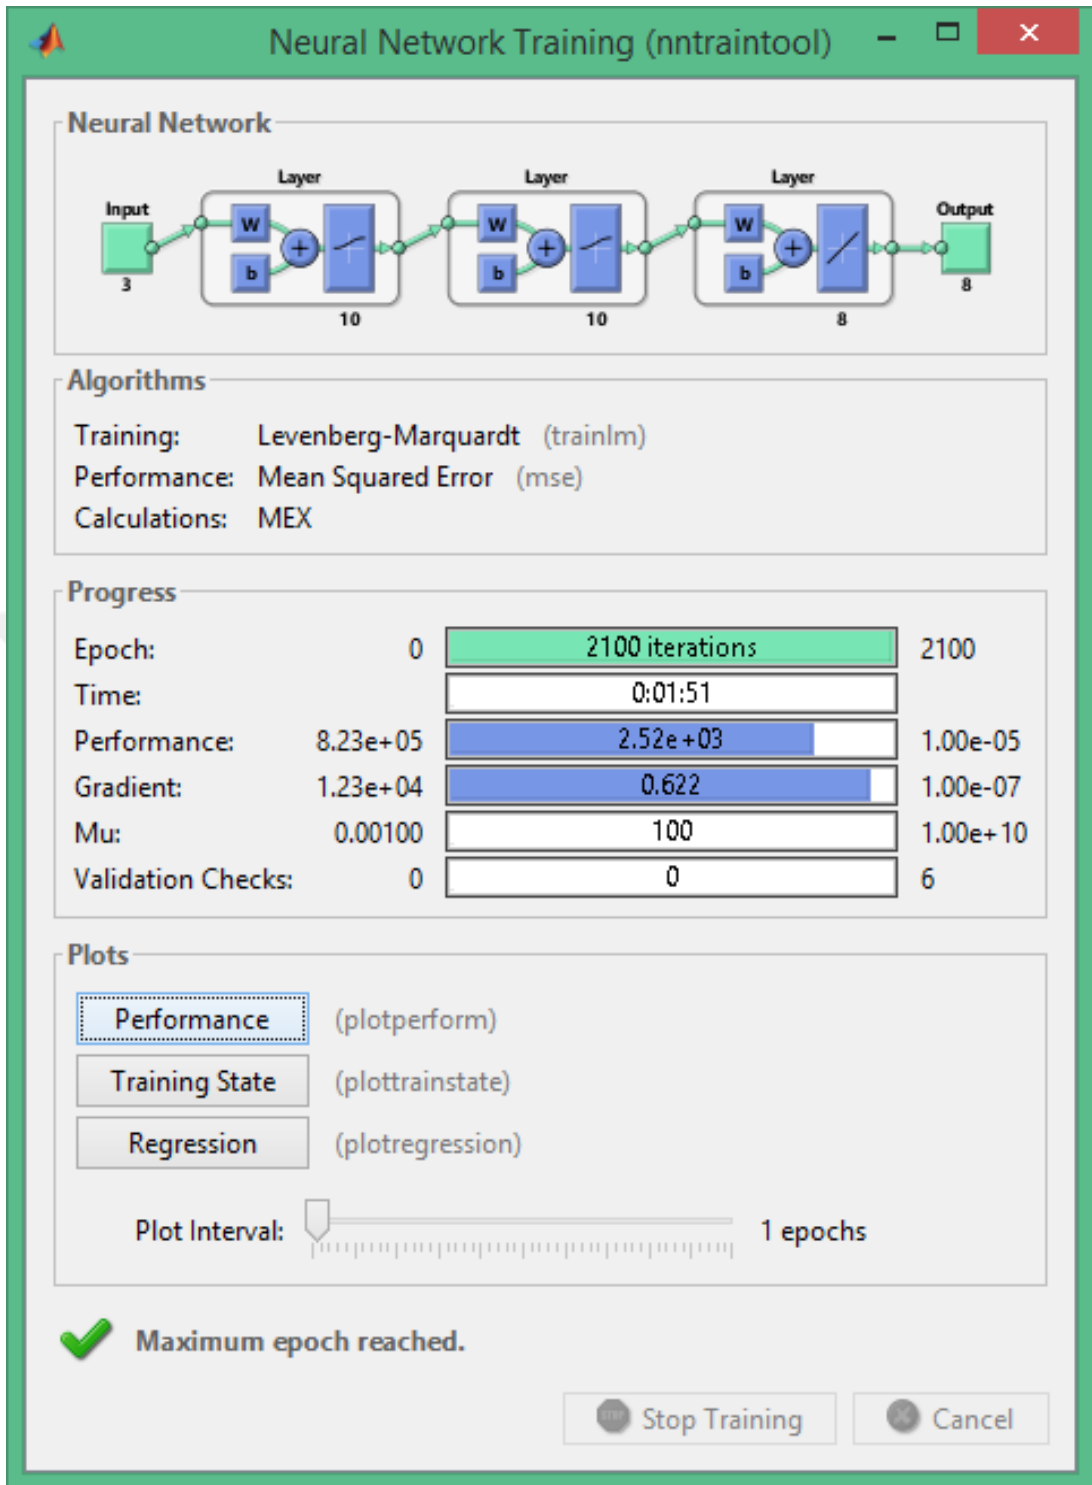 Neural Network Training (nntraintool)
Neural Network
Layer Layer Layer
Input Output
W W W
b b b
3 10 10 8 8
Algorithms
Training: Levenberg-Marquardt (trainlm)
Performance: Mean Squared Error (mse)
Calculations: MEX
Progress
Epoch: 0 2100 iterations 2100
Time: 0:01:51
Performance: 8.23e+05 2.52e+03 1.00e-05
Gradient: 1.23e+04 0.622 1.00e-07
Mu: 0.00100 100 1.00e+10
Validation Checks: 0 0 6
Plots
Performance (plotperform)
Training State (plottrainstate)
Regression (plotregression)
Plot Interval: 1 epochs
Maximum epoch reached.
STOP Stop Training Cancel